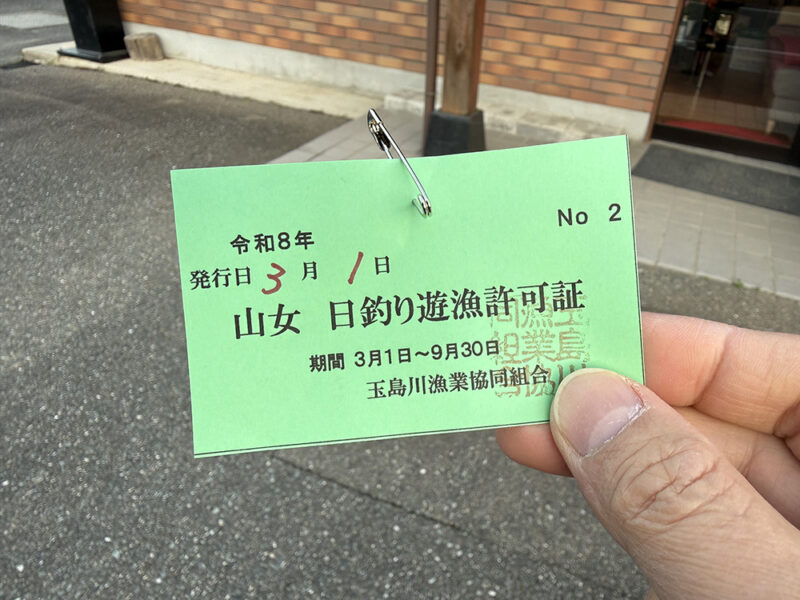 No 2
令和8年
発行日 3 月 1 日
山女 日釣り遊漁許可証
期間 3月1日～9月30日
玉島川漁業協同組合